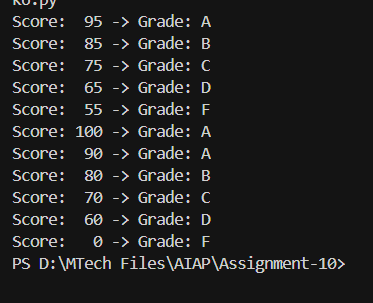 ko.py
Score:  95 -> Grade: A
Score:  85 -> Grade: B
Score:  75 -> Grade: C
Score:  65 -> Grade: D
Score:  55 -> Grade: F
Score: 100 -> Grade: A
Score:  90 -> Grade: A
Score:  80 -> Grade: B
Score:  70 -> Grade: C
Score:  60 -> Grade: D
Score:   0 -> Grade: F
PS D:\MTech Files\AIAP\Assignment-10>